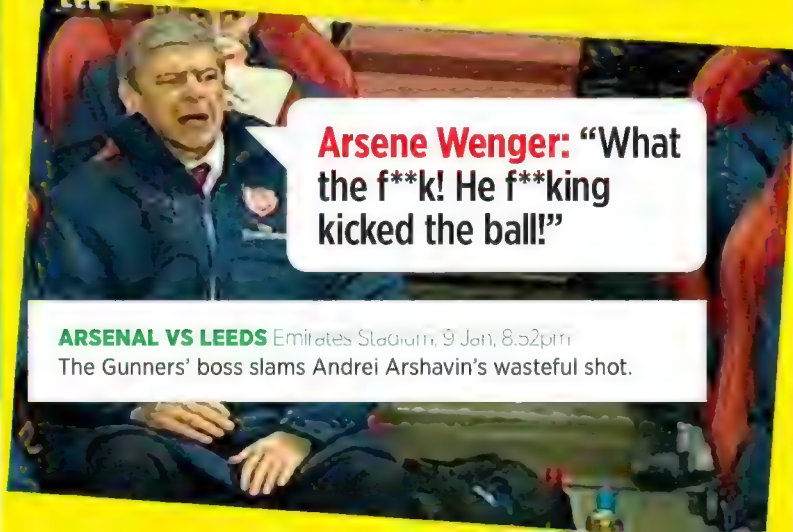 Arsene Wenger: “What
the f**k! He f**king
kicked the ball!”
ARSENAL VS LEEDS Emirates Stadium, 9 Jan, 8.52pm
The Gunners’ boss slams Andrei Arshavin’s wasteful shot.